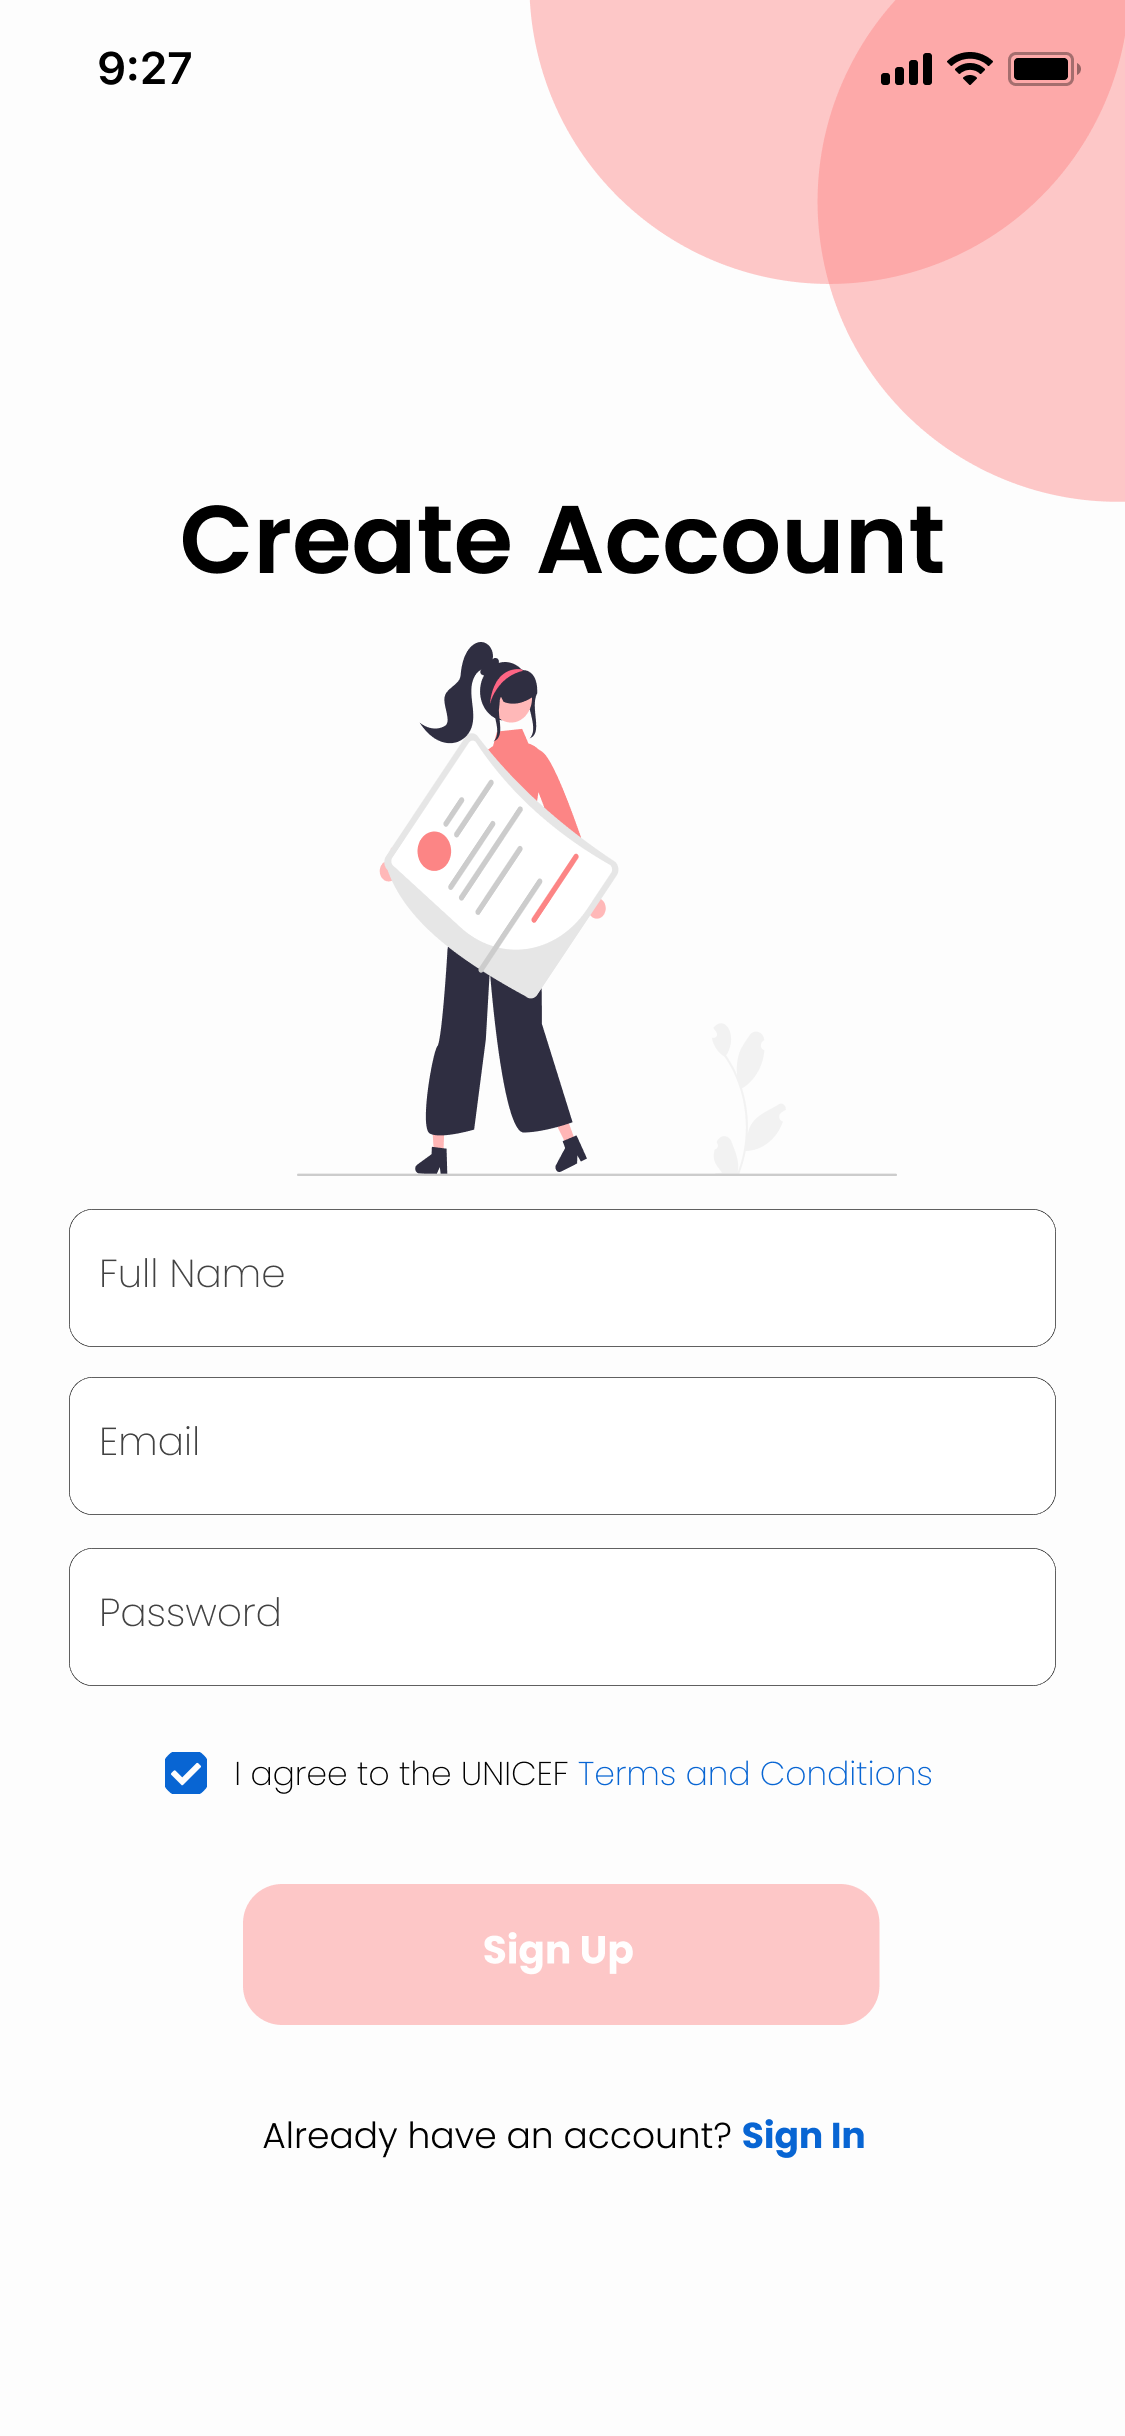 9:27
Create Account
Full Name
Email
Password
I agree to the UNICEF Terms and Conditions
Sign Up
Already have an account? Sign In